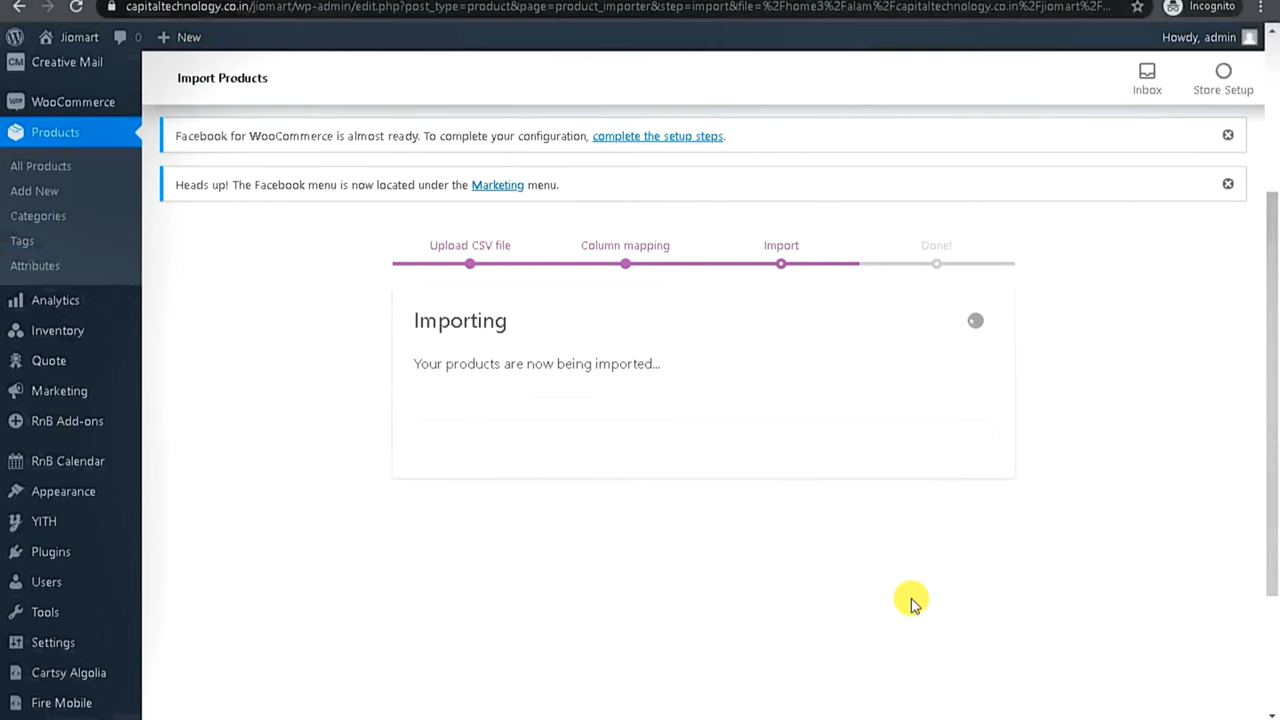 capitaltechnology.co.in/jiomart/wp-admin/edit.php?post_type=product&page=product_importer&step=import&file=%2Fhome3%2Falam%2Fcapitaltechnology.co.in%2Fjiomart%2F...
Incognito
Jiomart
0
New
Howdy, admin
Creative Mail
WooCommerce
Products
All Products
Add New
Categories
Tags
Attributes
Analytics
Inventory
Quote
Marketing
RnB Add-ons
RnB Calendar
Appearance
YITH
Plugins
Users
Tools
Settings
Cartsy Algolia
Fire Mobile
Import Products
Inbox
Store Setup
Facebook for WooCommerce is almost ready. To complete your configuration, complete the setup steps.
Heads up! The Facebook menu is now located under the Marketing menu.
Upload CSV file
Column mapping
Import
Done!
Importing
Your products are now being imported...